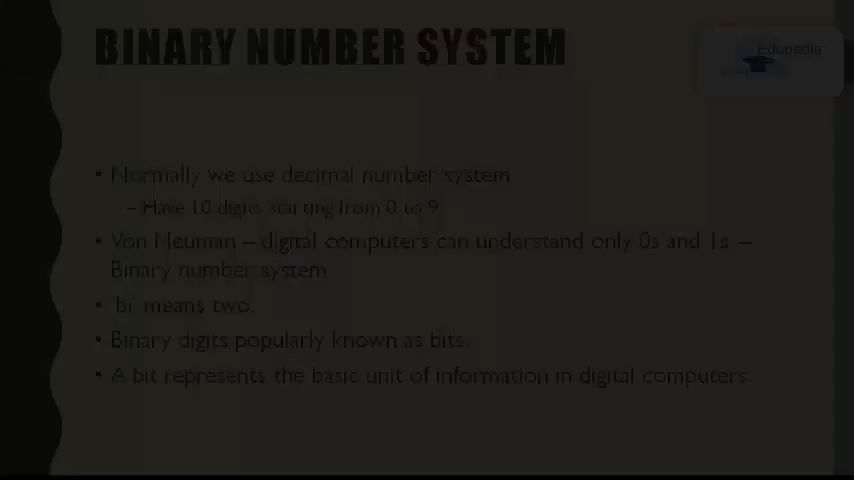 BINARY NUMBER SYSTEM
Edupedia
• Normally we use decimal number system
– Have 10 digits starting from 0 to 9
• Von Neuman – digital computers can understand only 0s and 1s –
Binary number system
• 'bi' means two.
• Binary digits popularly known as bits.
• A bit represents the basic unit of information in digital computers